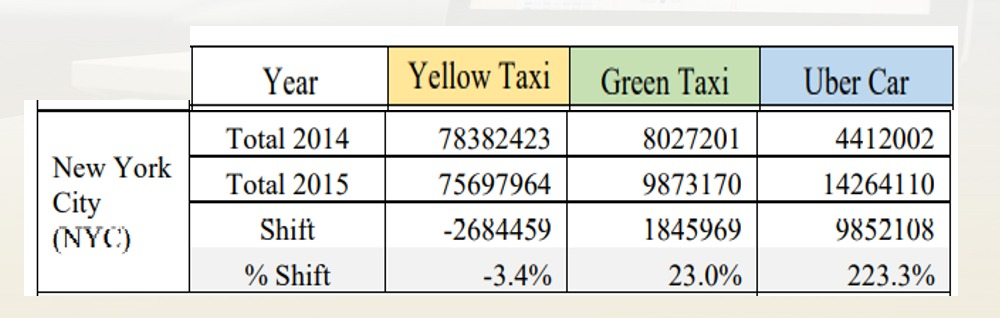 Year Yellow Taxi Green Taxi Uber Car
New York City (NYC)
Total 2014 78382423 8027201 4412002
Total 2015 75697964 9873170 14264110
Shift -2684459 1845969 9852108
% Shift -3.4% 23.0% 223.3%